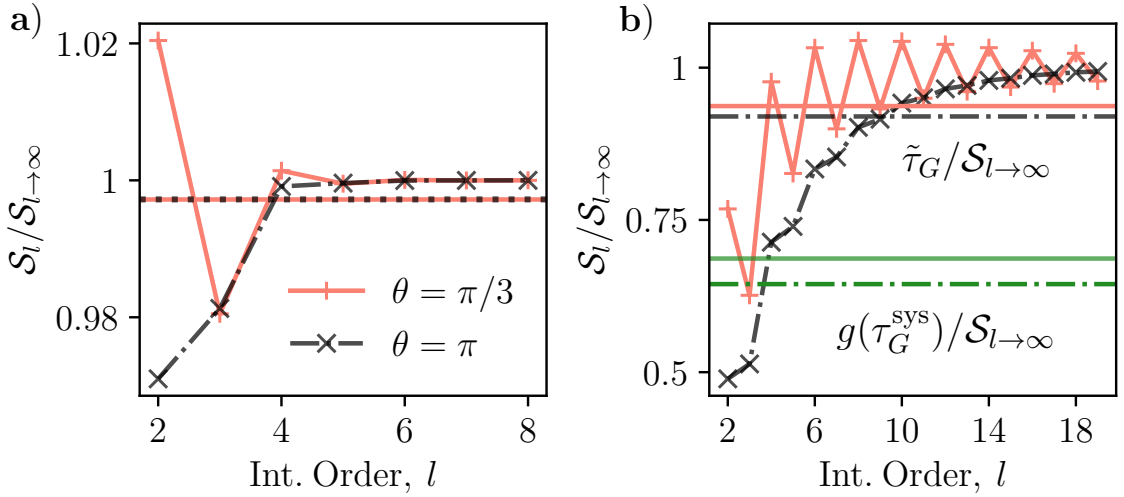 a)
1.02
1
0.98
S_l/S_{l→∞}
θ = π/3
θ = π
2 4 6 8
Int. Order, l
b)
1
0.75
0.5
S_l/S_{l→∞}
τ̃_G/S_{l→∞}
g(τ_G^sys)/S_{l→∞}
2 6 10 14 18
Int. Order, l